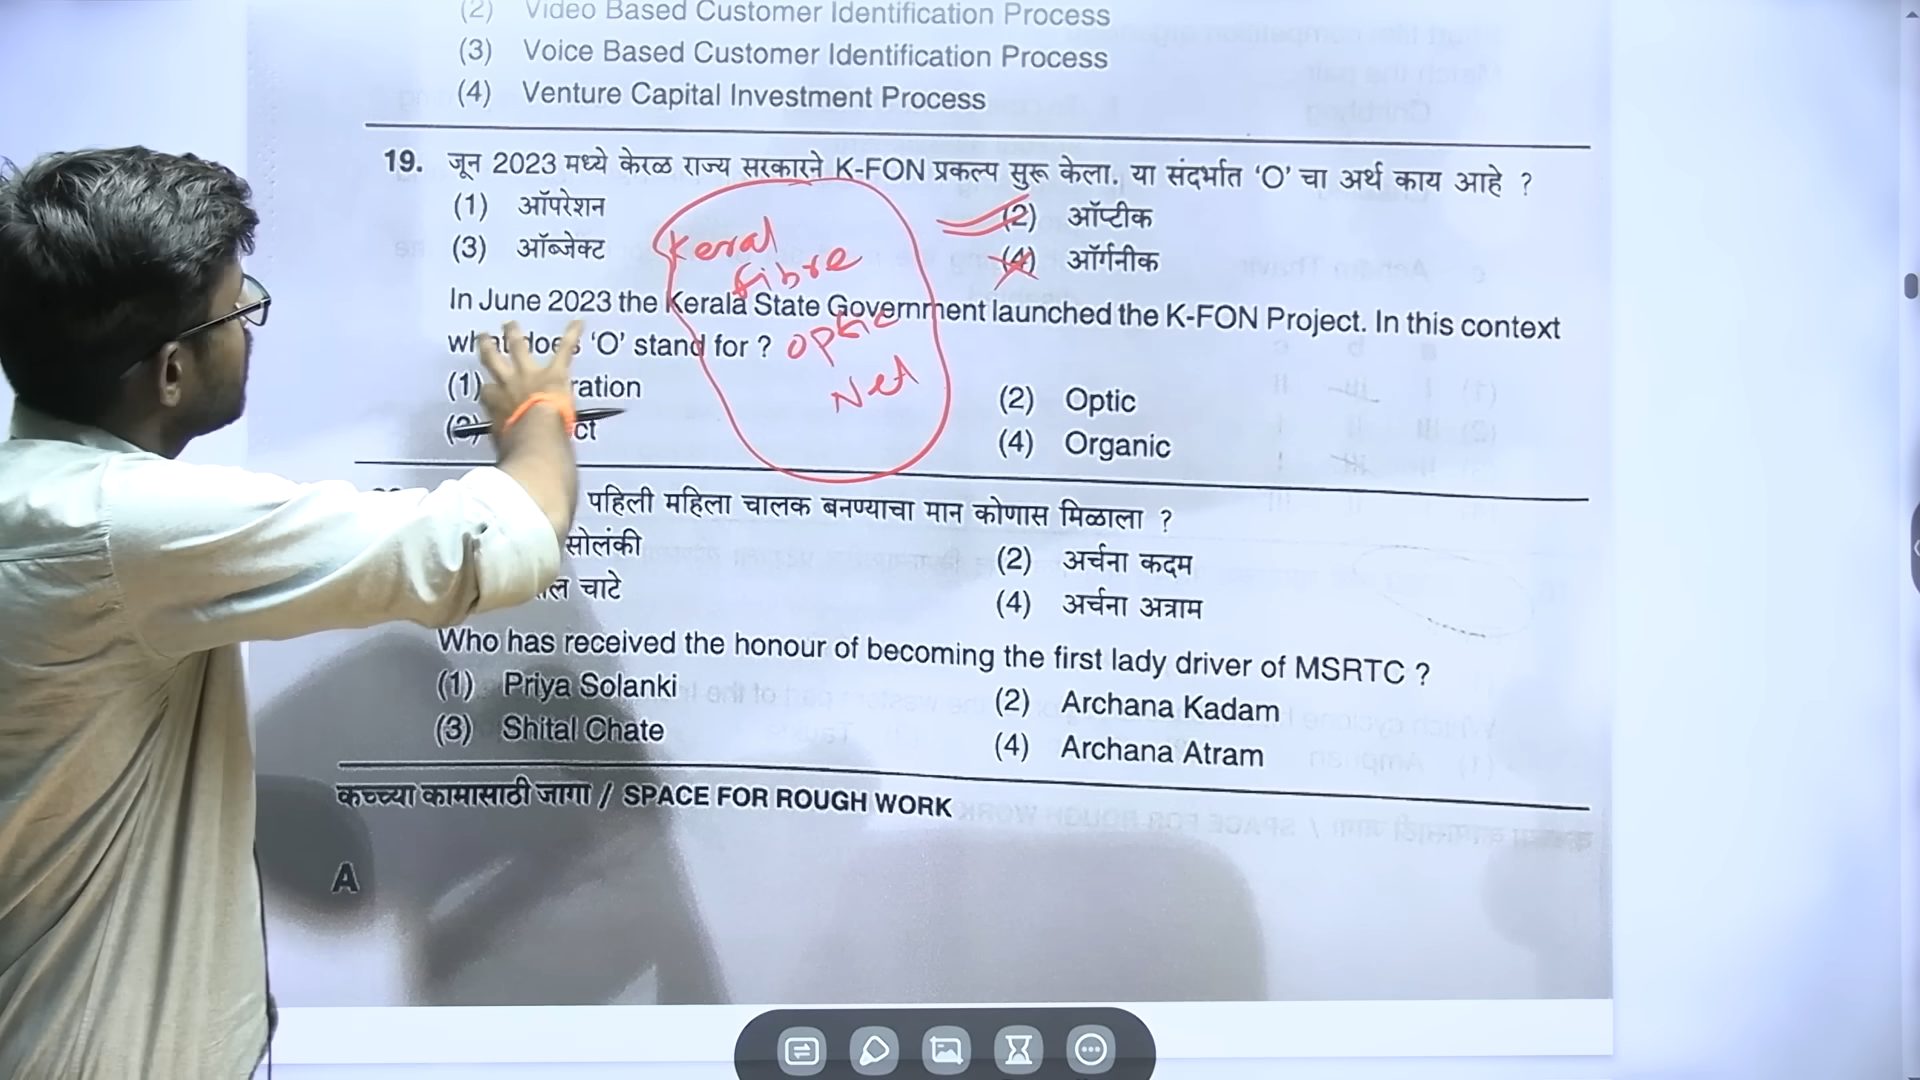 (2) Video Based Customer Identification Process
(3) Voice Based Customer Identification Process
(4) Venture Capital Investment Process
19. जून 2023 मध्ये केरळ राज्य सरकारने K-FON प्रकल्प सुरू केला. या संदर्भात ‘O’ चा अर्थ काय आहे ?
(1) ऑपरेशन (2) ऑप्टीक
(3) ऑब्जेक्ट (4) ऑर्गनीक
Keral
fibre
optic
Net
In June 2023 the Kerala State Government launched the K-FON Project. In this context
what does ‘O’ stand for ?
(1) ration (2) Optic
(3) ct (4) Organic
पहिली महिला चालक बनण्याचा मान कोणास मिळाला ?
सोलंकी (2) अर्चना कदम
ल चाटे (4) अर्चना अत्राम
Who has received the honour of becoming the first lady driver of MSRTC ?
(1) Priya Solanki (2) Archana Kadam
(3) Shital Chate (4) Archana Atram
कच्च्या कामासाठी जागा / SPACE FOR ROUGH WORK
A